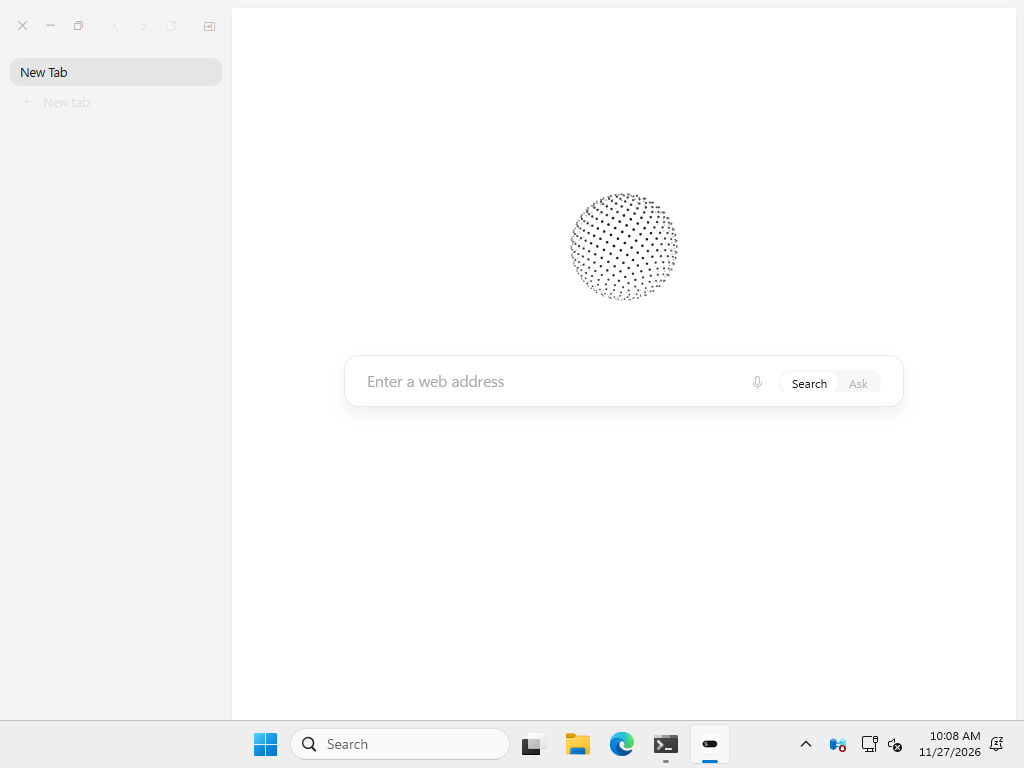 New Tab
+ New tab
Enter a web address
Search
Ask
Search
10:08 AM
11/27/2026